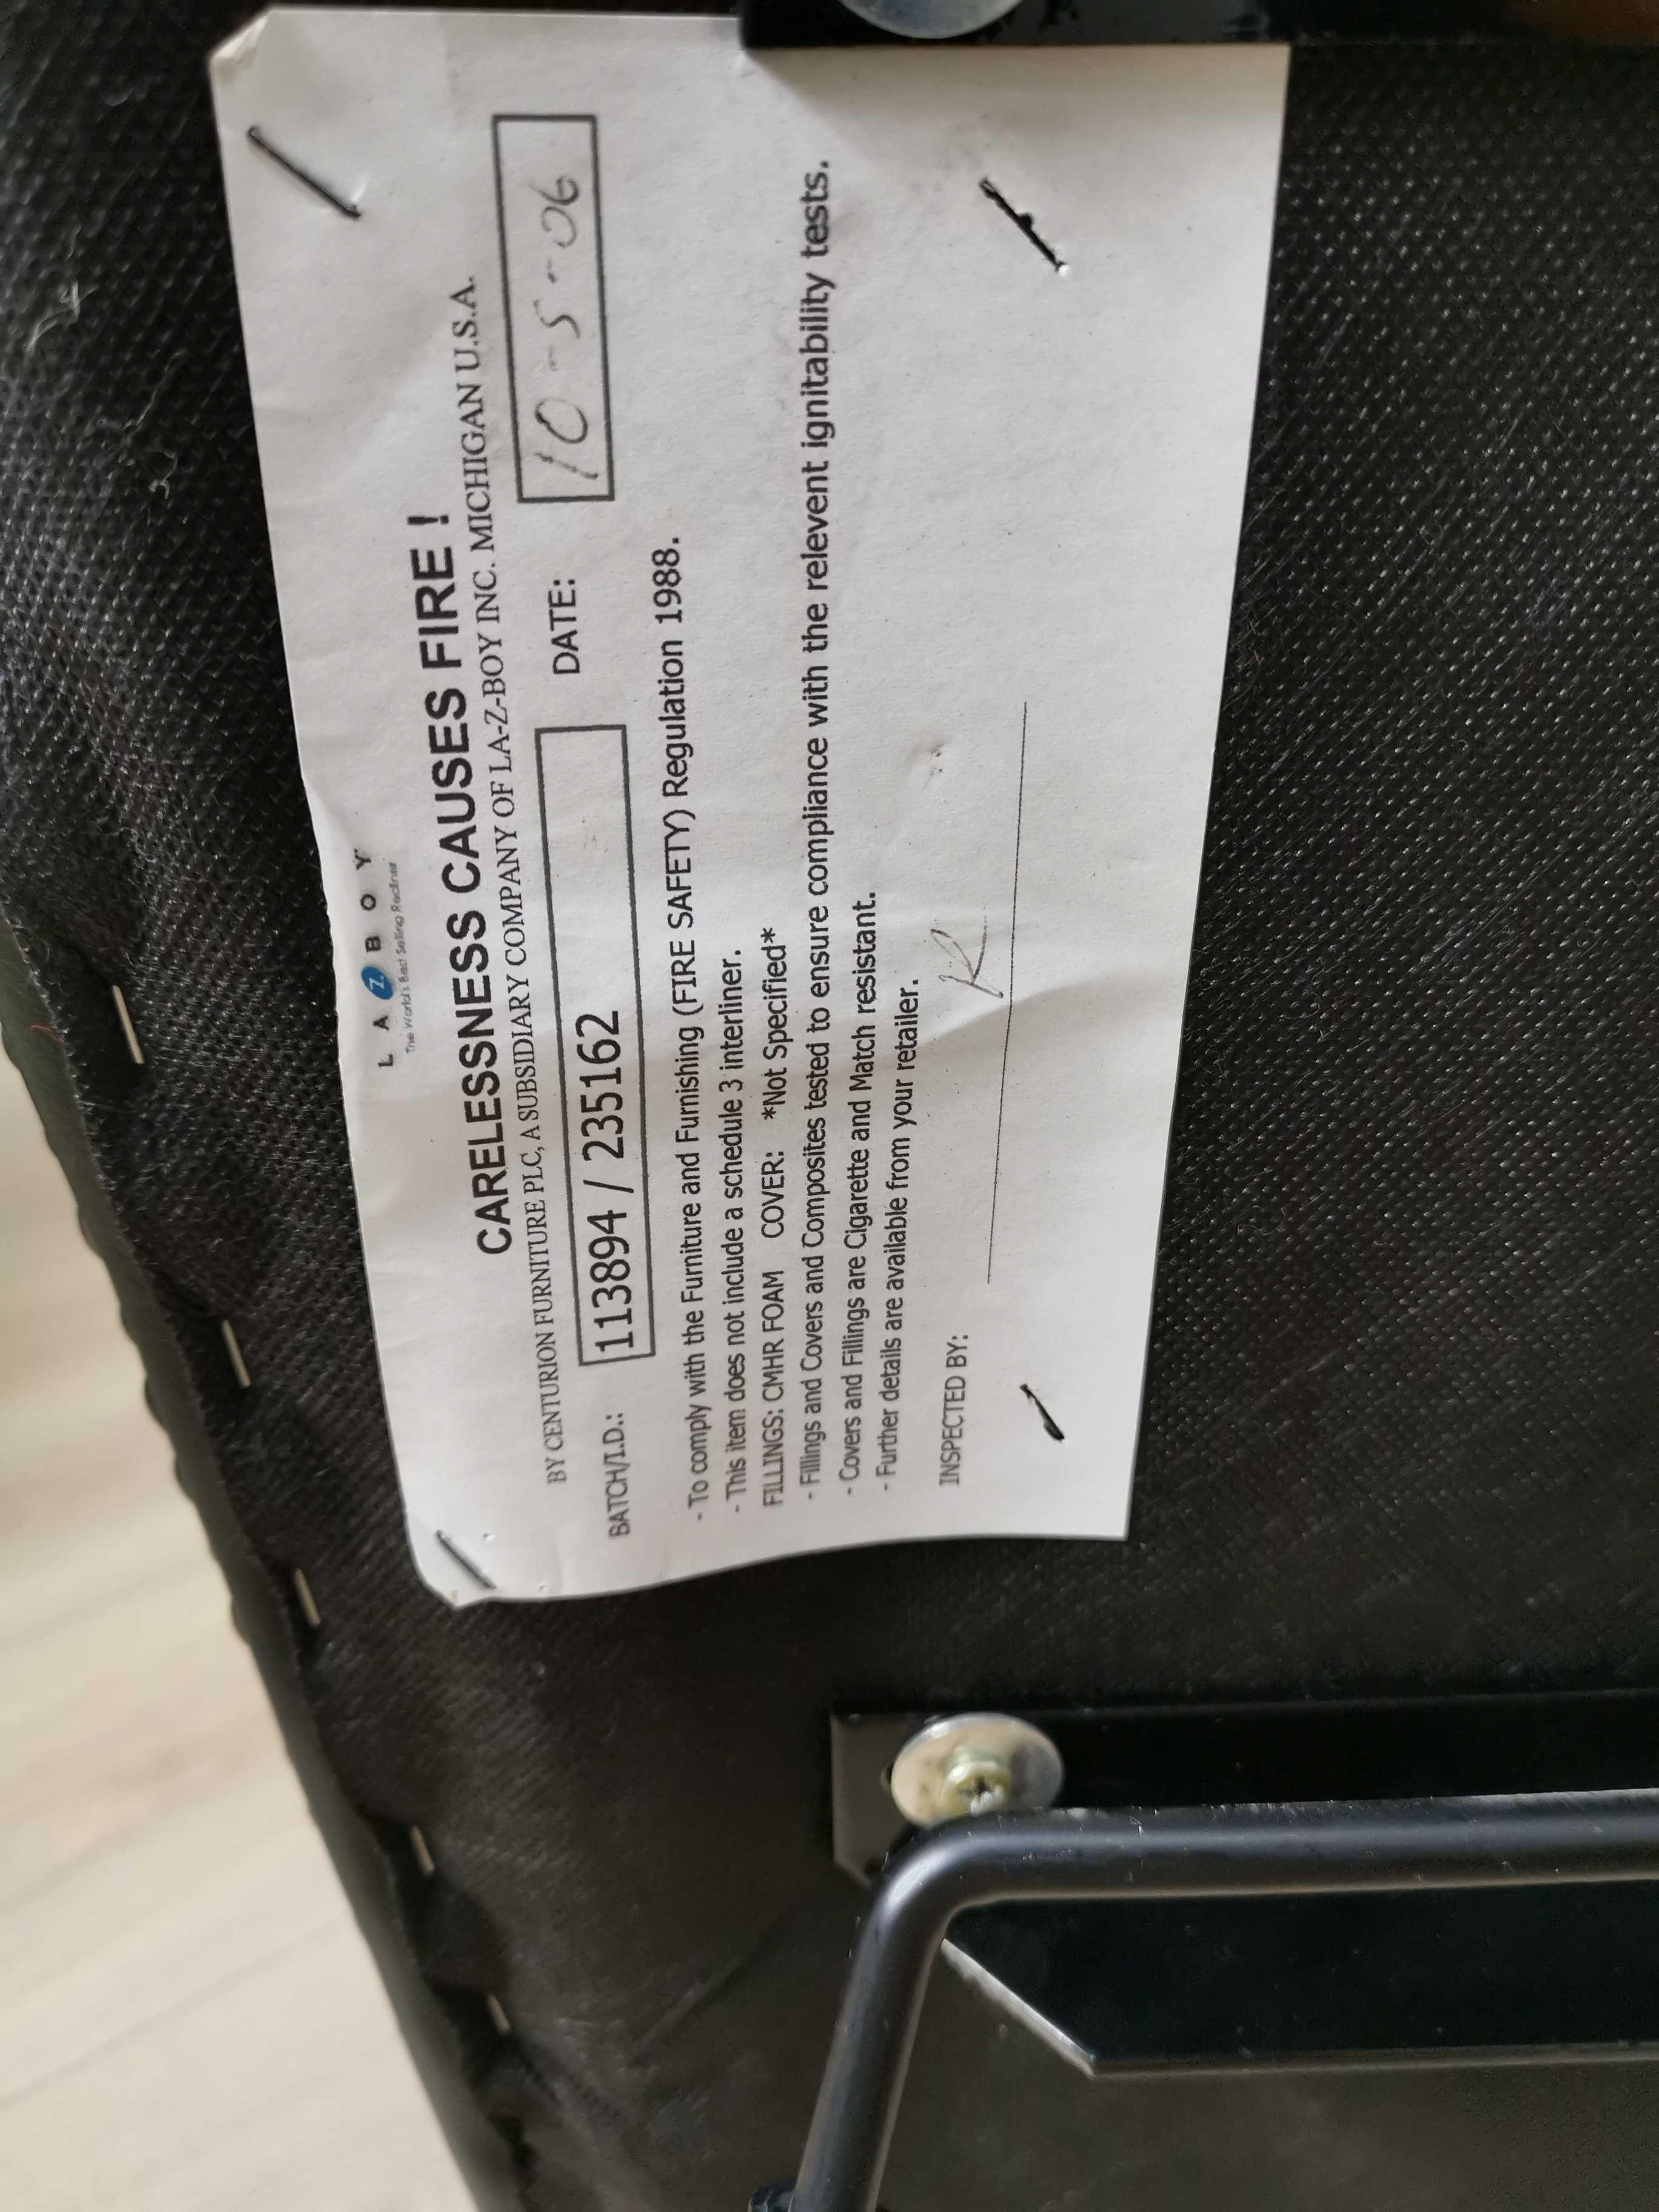 LA Z BOY
The World's Best Selling Recliner
CARELESSNESS CAUSES FIRE !
BY CENTURION FURNITURE PLC, A SUBSIDIARY COMPANY OF LA-Z-BOY INC. MICHIGAN U.S.A.
BATCH/I.D.: 113894 / 235162 DATE: 10-5-06
- To comply with the Furniture and Furnishing (FIRE SAFETY) Regulation 1988.
- This item does not include a schedule 3 interliner.
FILLINGS: CMHR FOAM COVER: *Not Specified*
- Fillings and Covers and Composites tested to ensure compliance with the relevent ignitability tests.
- Covers and Fillings are Cigarette and Match resistant.
- Further details are available from your retailer.
INSPECTED BY: